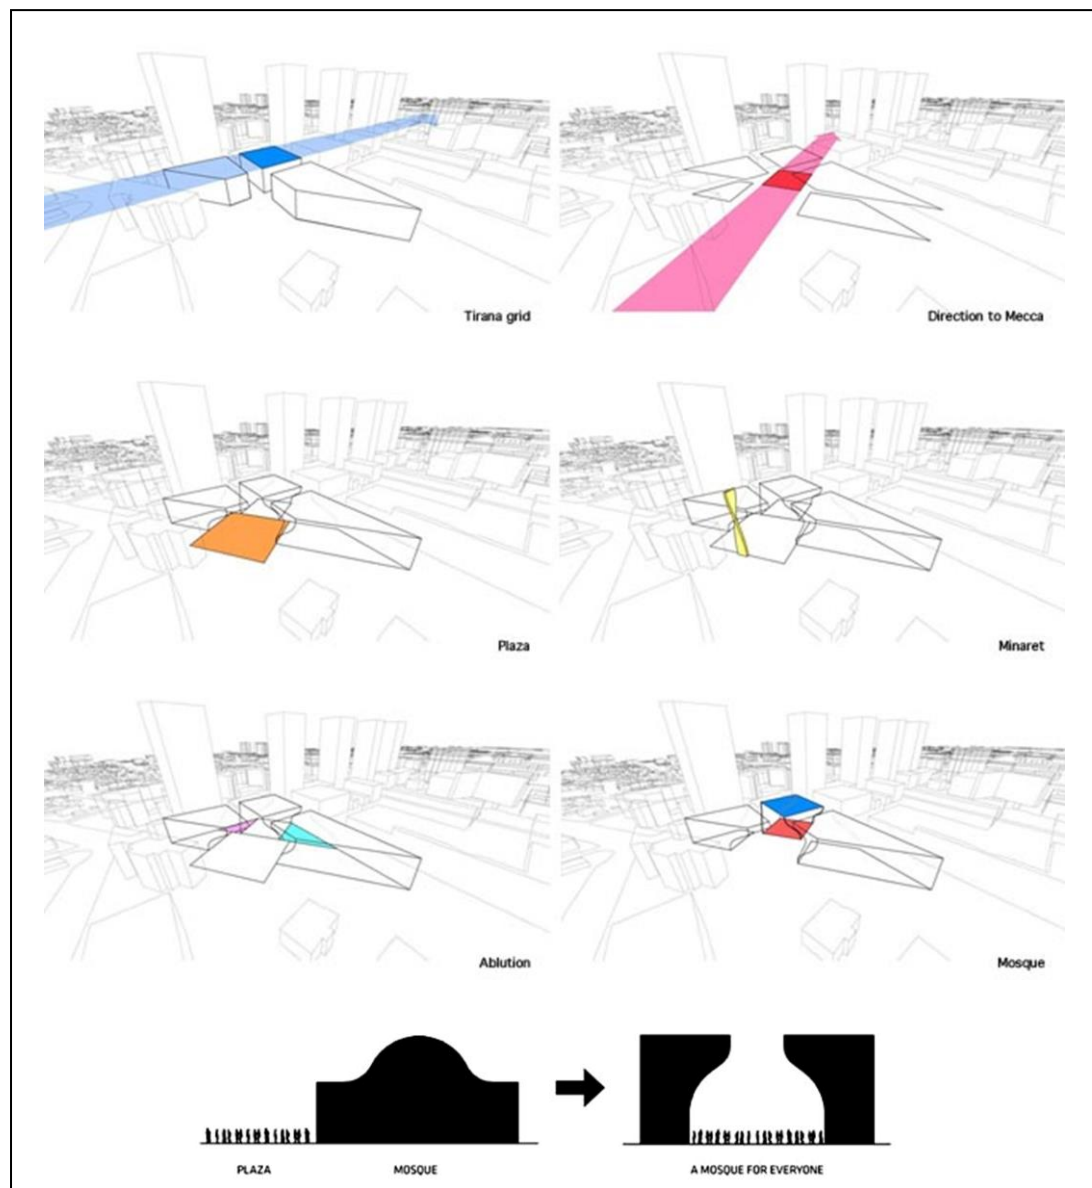 Tirana grid
Direction to Mecca
Plaza
Minaret
Ablution
Mosque
PLAZA
MOSQUE
A MOSQUE FOR EVERYONE